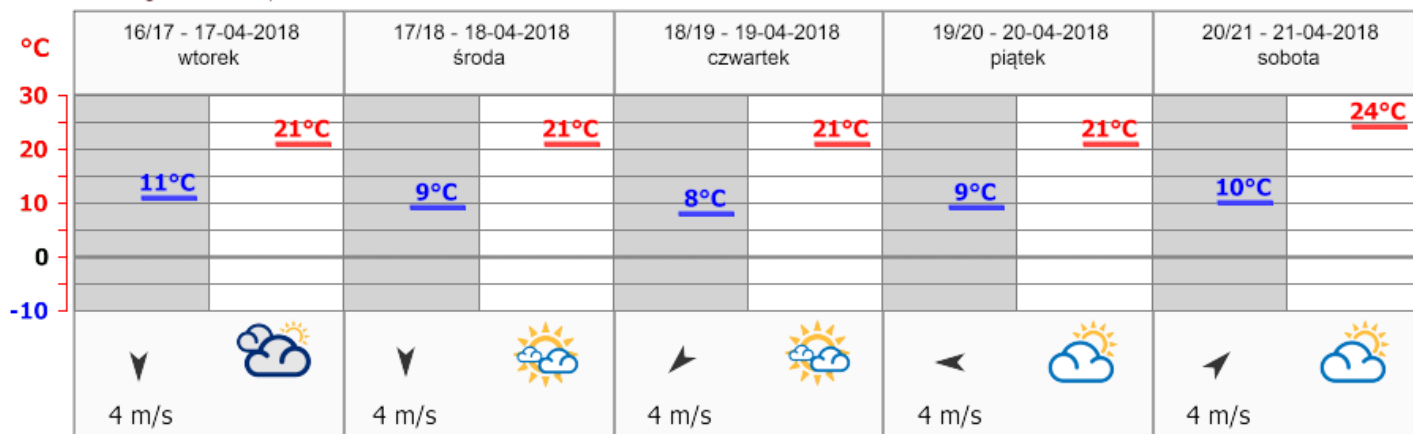 16/17 - 17-04-2018
wtorek
17/18 - 18-04-2018
środa
18/19 - 19-04-2018
czwartek
19/20 - 20-04-2018
piątek
20/21 - 21-04-2018
sobota
°C
30
20
10
0
-10
11°C
21°C
9°C
21°C
8°C
21°C
9°C
21°C
10°C
24°C
4 m/s
4 m/s
4 m/s
4 m/s
4 m/s